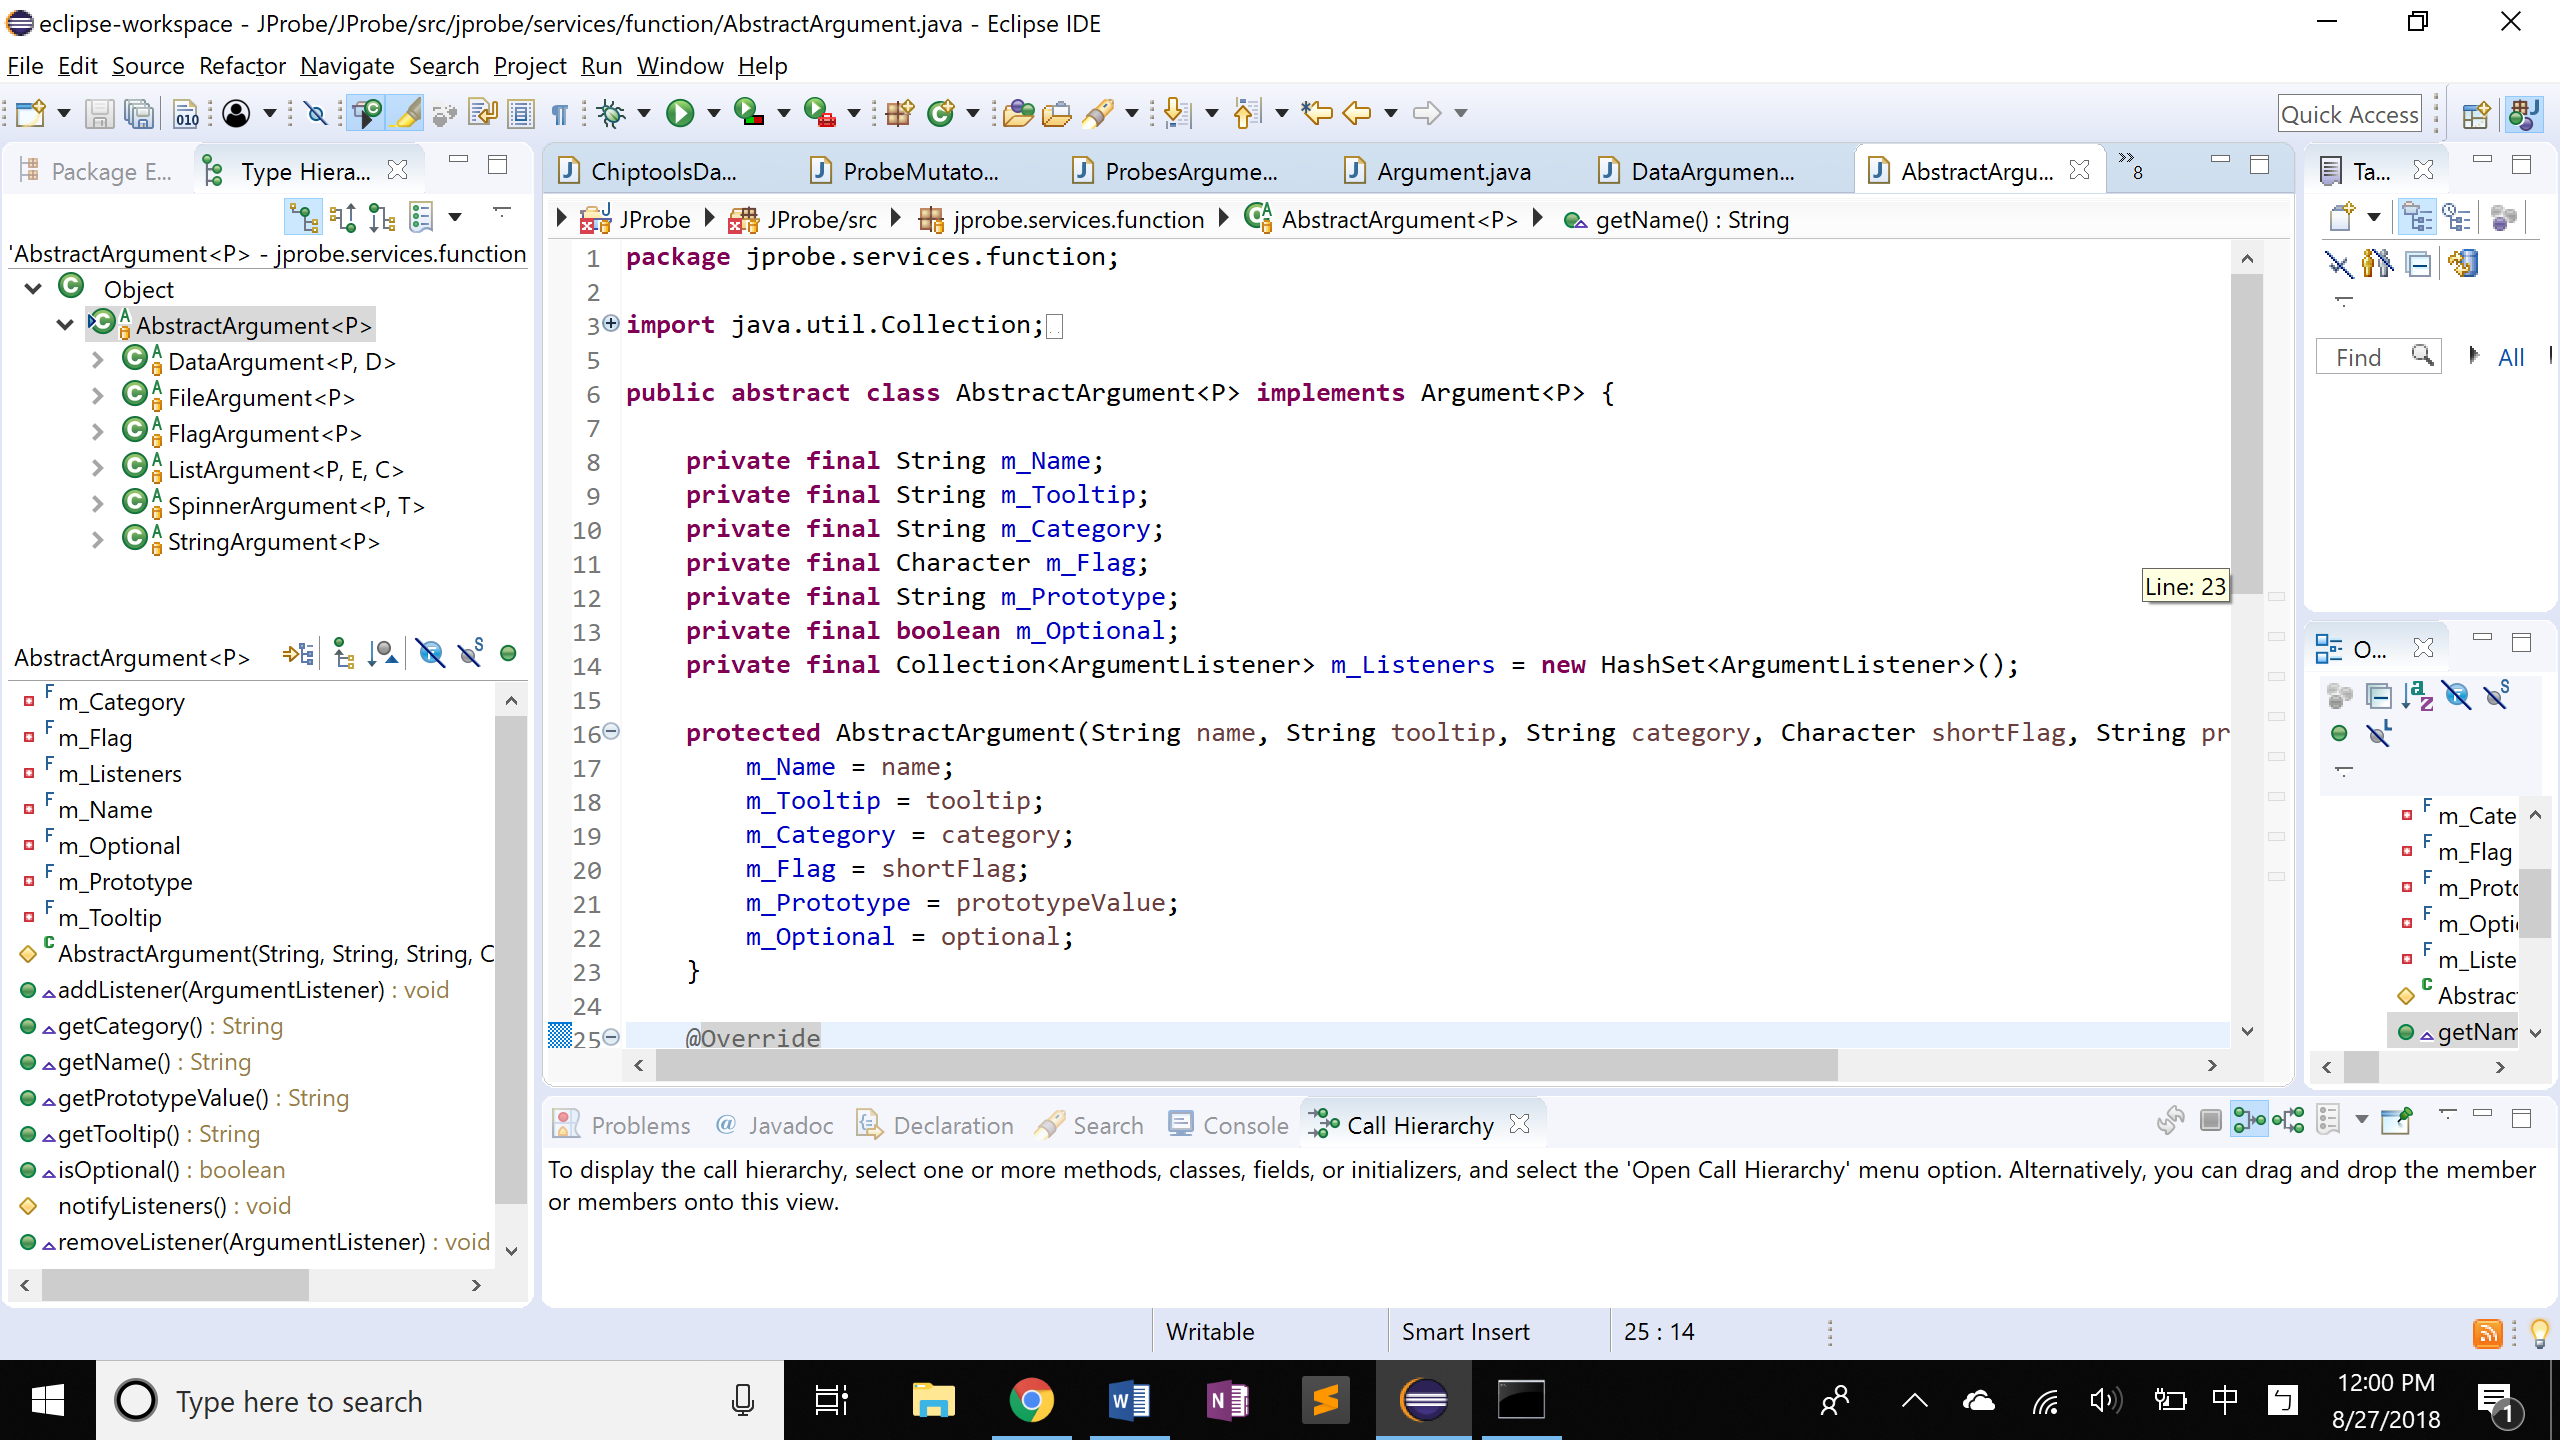 eclipse-workspace - JProbe/JProbe/src/jprobe/services/function/AbstractArgument.java - Eclipse IDE
File Edit Source Refactor Navigate Search Project Run Window Help
Quick Access
Package E...
Type Hiera...
'AbstractArgument<P> - jprobe.services.function
Object
AbstractArgument<P>
DataArgument<P, D>
FileArgument<P>
FlagArgument<P>
ListArgument<P, E, C>
SpinnerArgument<P, T>
StringArgument<P>
AbstractArgument<P>
m_Category
m_Flag
m_Listeners
m_Name
m_Optional
m_Prototype
m_Tooltip
AbstractArgument(String, String, String, C
addListener(ArgumentListener) : void
getCategory() : String
getName() : String
getPrototypeValue() : String
getTooltip() : String
isOptional() : boolean
notifyListeners() : void
removeListener(ArgumentListener) : void
ChiptoolsDa... ProbeMutato... ProbesArgume... Argument.java DataArgumen... AbstractArgu... »8
JProbe JProbe/src jprobe.services.function AbstractArgument<P> getName() : String
1 package jprobe.services.function;
2
3 import java.util.Collection;
5
6 public abstract class AbstractArgument<P> implements Argument<P> {
7
8 private final String m_Name;
9 private final String m_Tooltip;
10 private final String m_Category;
11 private final Character m_Flag;
12 private final String m_Prototype;
13 private final boolean m_Optional;
14 private final Collection<ArgumentListener> m_Listeners = new HashSet<ArgumentListener>();
15
16 protected AbstractArgument(String name, String tooltip, String category, Character shortFlag, String pr
17 m_Name = name;
18 m_Tooltip = tooltip;
19 m_Category = category;
20 m_Flag = shortFlag;
21 m_Prototype = prototypeValue;
22 m_Optional = optional;
23 }
24
25 @Override
Line: 23
Ta...
Find
All
O...
m_Cate
m_Flag
m_Proto
m_Opti
m_Liste
Abstrac
getNam
Problems @ Javadoc Declaration Search Console Call Hierarchy
To display the call hierarchy, select one or more methods, classes, fields, or initializers, and select the 'Open Call Hierarchy' menu option. Alternatively, you can drag and drop the member
or members onto this view.
Writable
Smart Insert
25 : 14
Type here to search
中
ㄅ
12:00 PM
8/27/2018
1